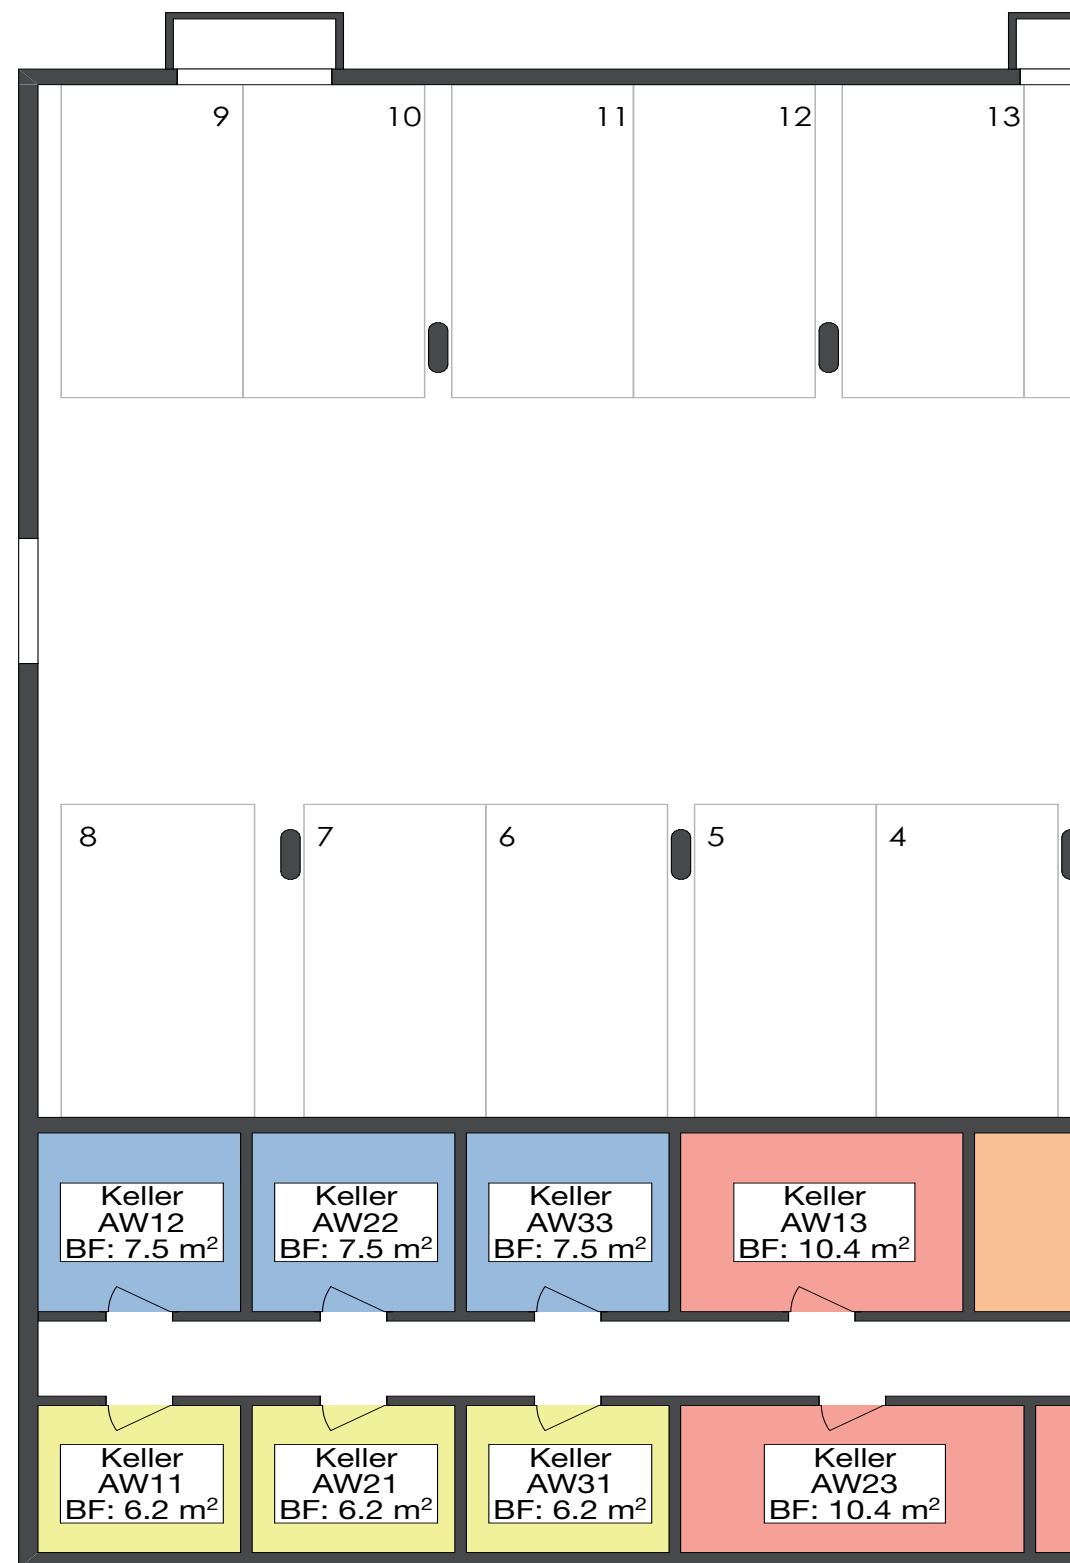 9
10
11
12
13
8
7
6
5
4
Keller
AW12
BF: 7.5 m²
Keller
AW22
BF: 7.5 m²
Keller
AW33
BF: 7.5 m²
Keller
AW13
BF: 10.4 m²
Keller
AW11
BF: 6.2 m²
Keller
AW21
BF: 6.2 m²
Keller
AW31
BF: 6.2 m²
Keller
AW23
BF: 10.4 m²